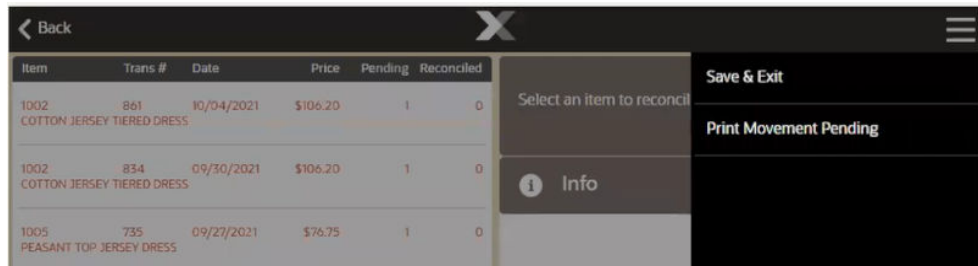 Back
Item Trans # Date Price Pending Reconciled
1002 861 10/04/2021 $106.20 1 0
COTTON JERSEY TIERED DRESS
1002 834 09/30/2021 $106.20 1 0
COTTON JERSEY TIERED DRESS
1005 735 09/27/2021 $76.75 1 0
PEASANT TOP JERSEY DRESS
Select an item to reconcil
Info
Save & Exit
Print Movement Pending